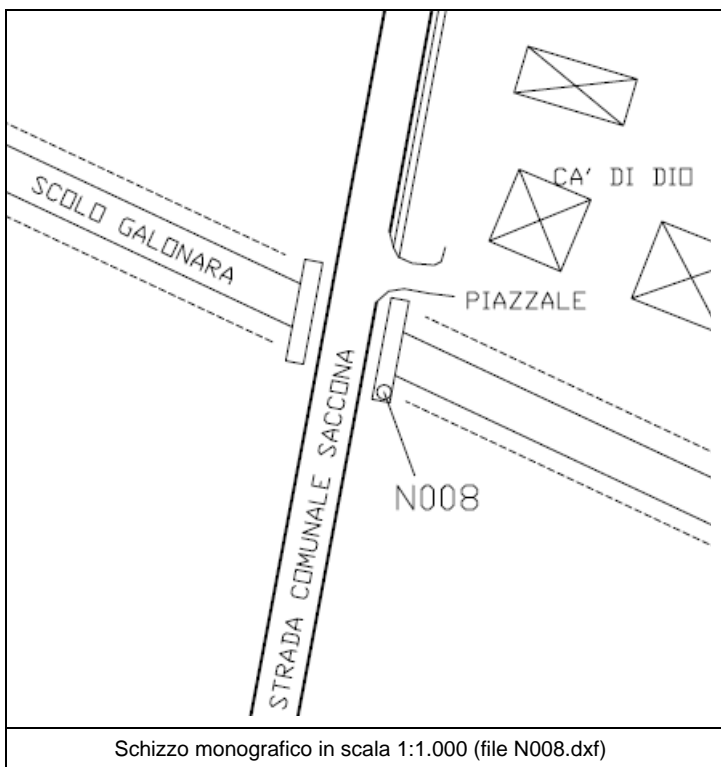 CA' DI DIO
SCOLO GALONARA
PIAZZALE
STRADA COMUNALE SACCONA
N008
Schizzo monografico in scala 1:1.000 (file N008.dxf)